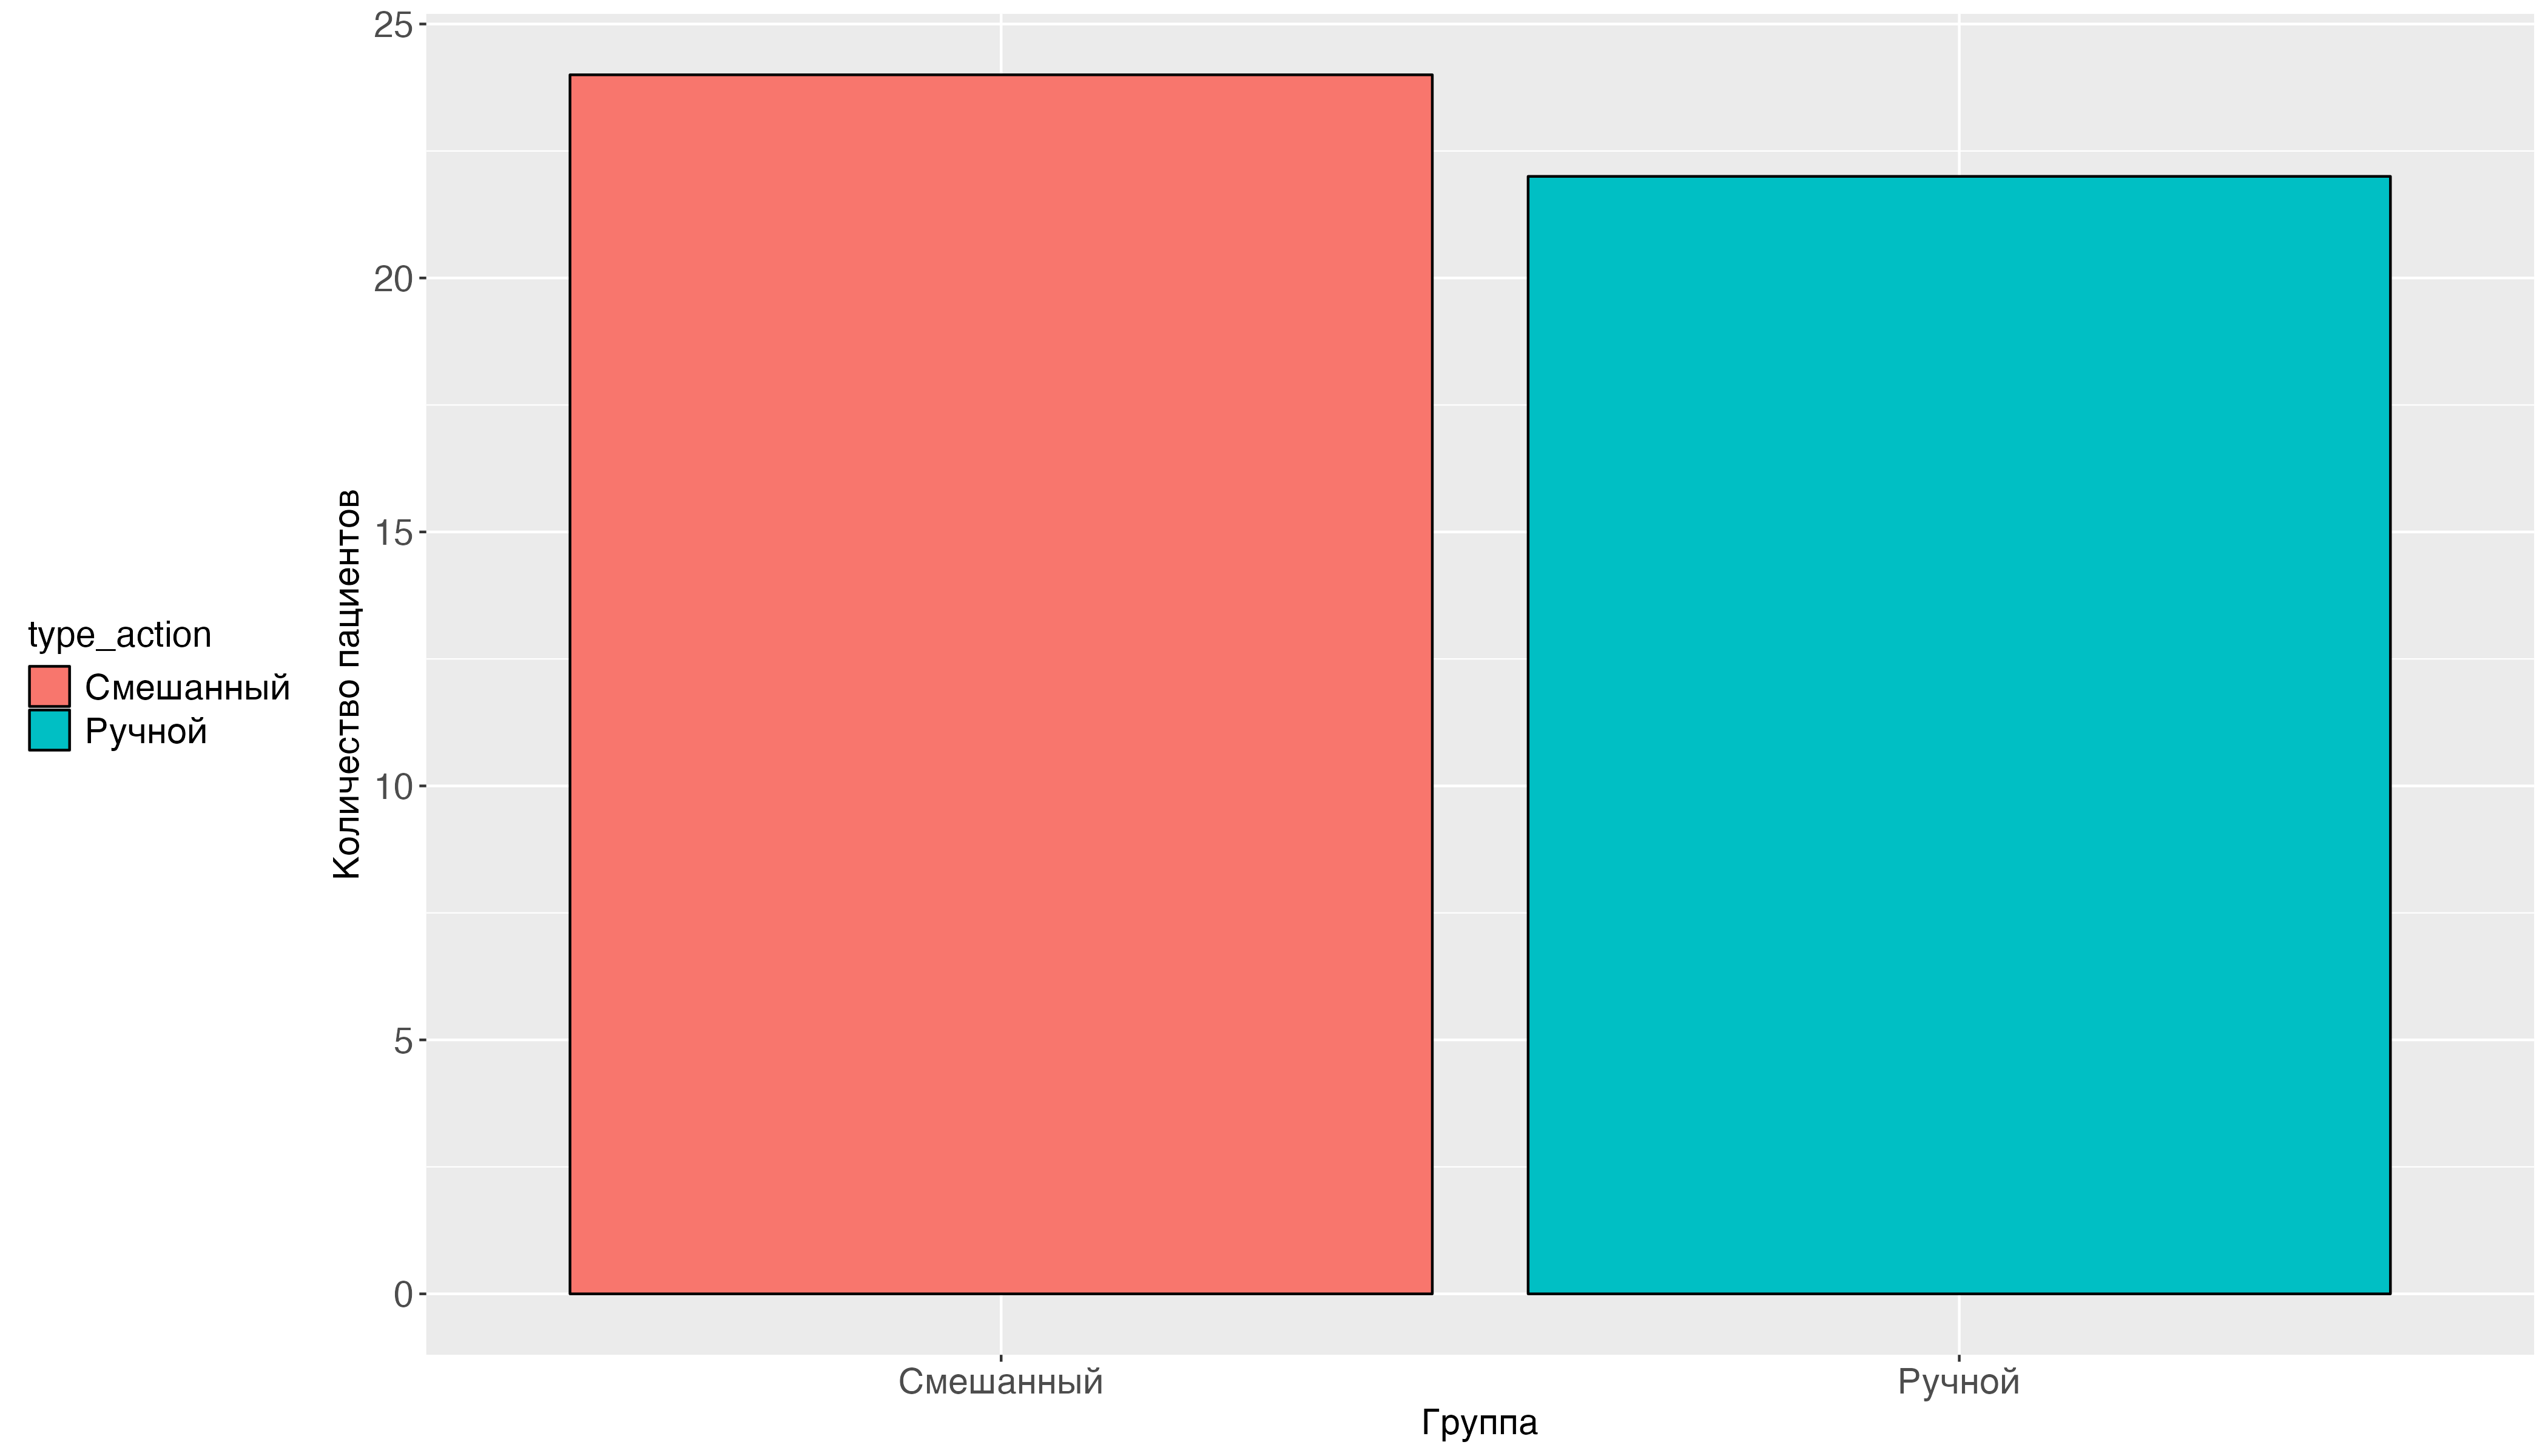 type_action
Смешанный
Ручной
Количество пациентов
25
20
15
10
5
0
Смешанный
Ручной
Группа